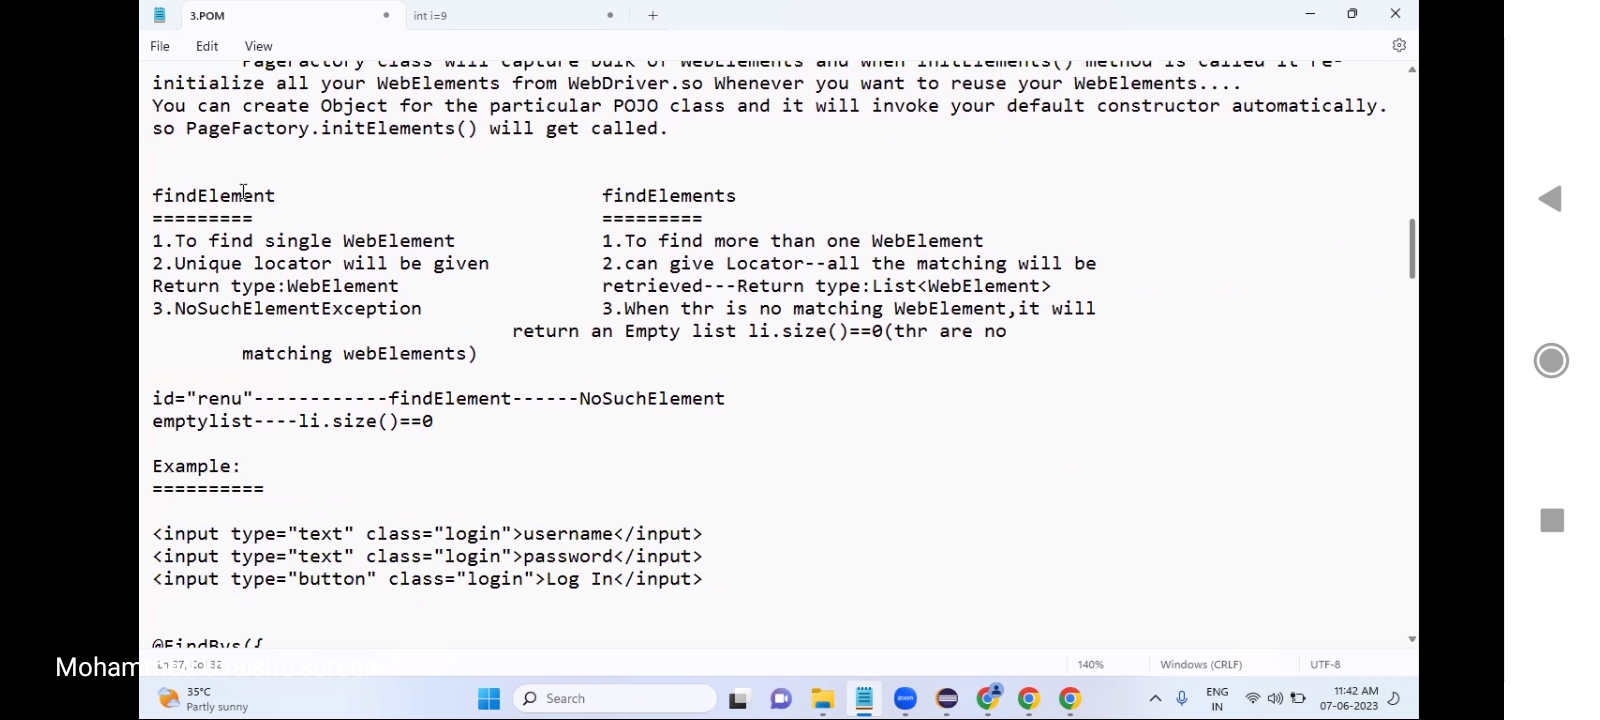 3.POM
int i=9
File Edit View
PageFactory class will capture bulk of WebElements and when initElements() method is called it re-
initialize all your WebElements from WebDriver.so Whenever you want to reuse your WebElements....
You can create Object for the particular POJO class and it will invoke your default constructor automatically.
so PageFactory.initElements() will get called.
findElement findElements
========= =========
1.To find single WebElement 1.To find more than one WebElement
2.Unique locator will be given 2.can give Locator--all the matching will be
Return type:WebElement retrieved---Return type:List<WebElement>
3.NoSuchElementException 3.When thr is no matching WebElement,it will
return an Empty list li.size()==0(thr are no
matching webElements)
id="renu"------------findElement------NoSuchElement
emptylist----li.size()==0
Example:
==========
<input type="text" class="login">username</input>
<input type="text" class="login">password</input>
<input type="button" class="login">Log In</input>
@FindBys({
screen
140% Windows (CRLF) UTF-8
35°C
Partly sunny
Search
zoom
ENG
IN
11:42 AM
07-06-2023